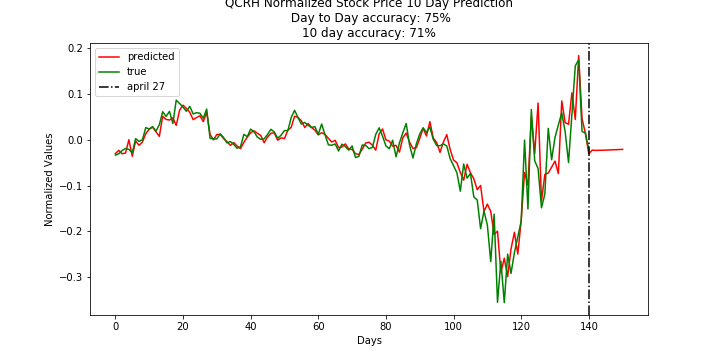 QCRH Normalized Stock Price 10 Day Prediction
Day to Day accuracy: 75%
10 day accuracy: 71%
predicted
true
april 27
0.2
0.1
0.0
−0.1
−0.2
−0.3
Normalized Values
0
20
40
60
80
100
120
140
Days